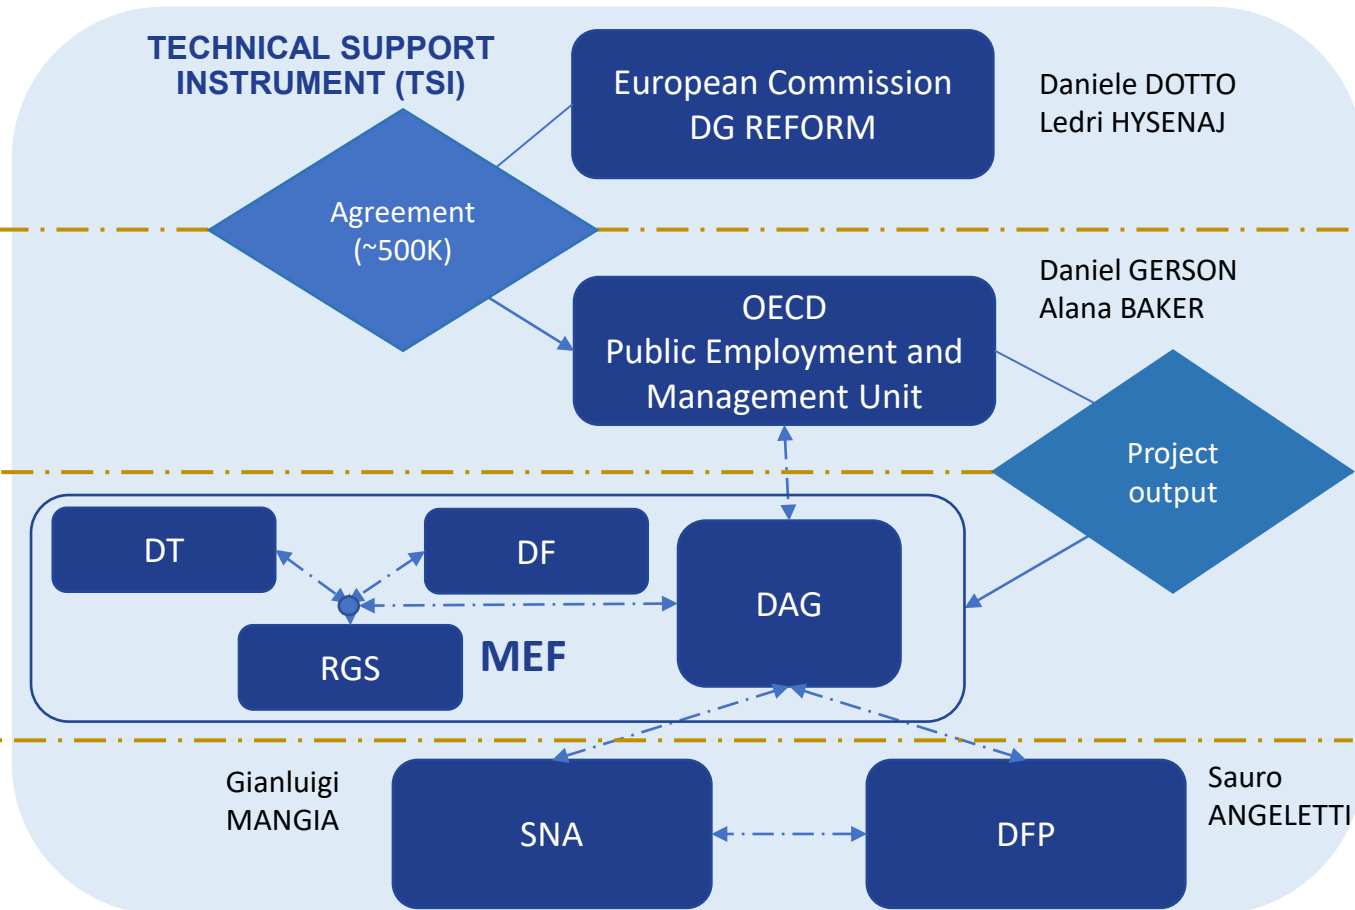 TECHNICAL SUPPORT
INSTRUMENT (TSI)
European Commission
DG REFORM
Daniele DOTTO
Ledri HYSENAJ
Agreement
(~500K)
Daniel GERSON
Alana BAKER
OECD
Public Employment and
Management Unit
Project
output
DT
DF
DAG
RGS
MEF
Gianluigi
MANGIA
SNA
DFP
Sauro
ANGELETTI